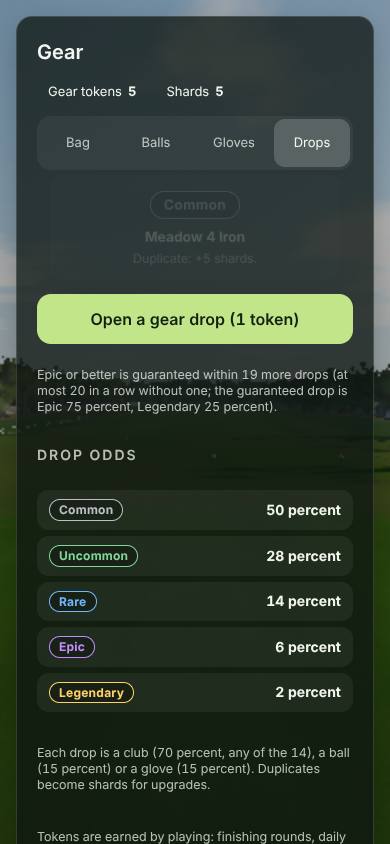 Gear
Gear tokens 5 Shards 5
Bag Balls Gloves Drops
Common
Meadow 4 Iron
Duplicate: +5 shards.
Open a gear drop (1 token)
Epic or better is guaranteed within 19 more drops (at
most 20 in a row without one; the guaranteed drop is
Epic 75 percent, Legendary 25 percent).
DROP ODDS
Common 50 percent
Uncommon 28 percent
Rare 14 percent
Epic 6 percent
Legendary 2 percent
Each drop is a club (70 percent, any of the 14), a ball
(15 percent) or a glove (15 percent). Duplicates
become shards for upgrades.
Tokens are earned by playing: finishing rounds, daily